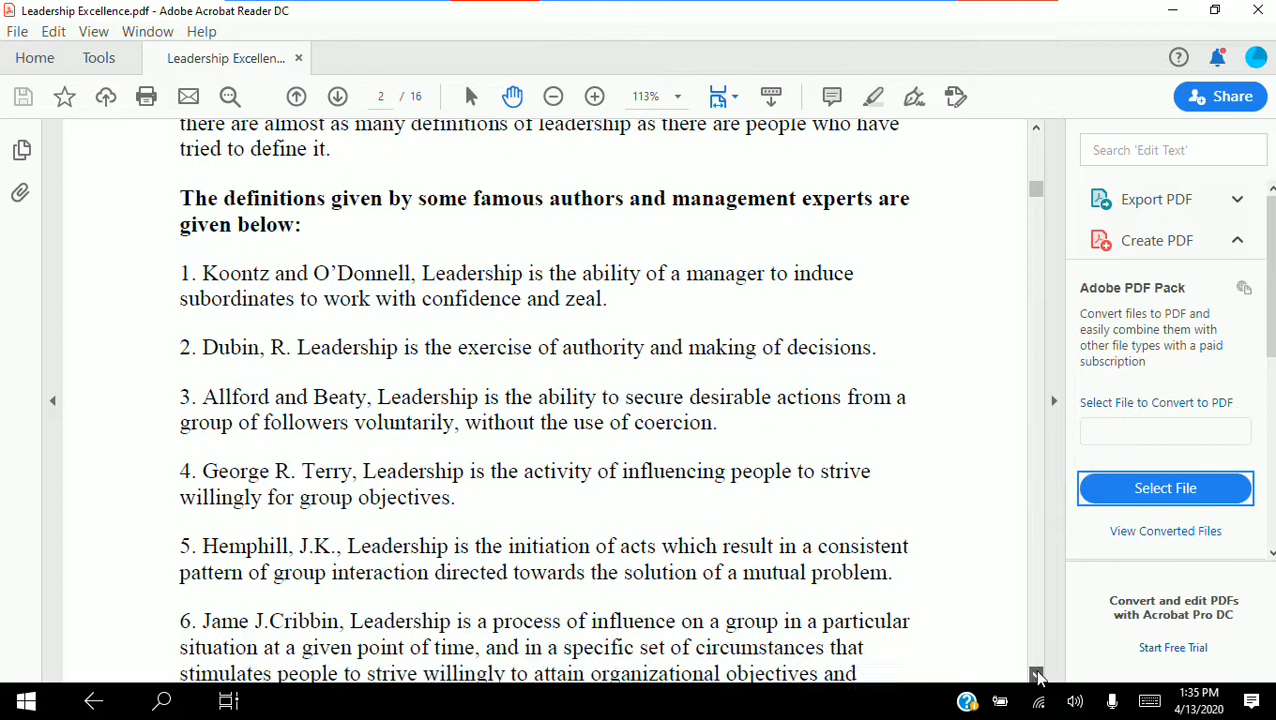 Leadership Excellence.pdf - Adobe Acrobat Reader DC
File Edit View Window Help
Home Tools Leadership Excellen... ×
2 / 16 113% Share
there are almost as many definitions of leadership as there are people who have
tried to define it.
The definitions given by some famous authors and management experts are
given below:
1. Koontz and O’Donnell, Leadership is the ability of a manager to induce
subordinates to work with confidence and zeal.
2. Dubin, R. Leadership is the exercise of authority and making of decisions.
3. Allford and Beaty, Leadership is the ability to secure desirable actions from a
group of followers voluntarily, without the use of coercion.
4. George R. Terry, Leadership is the activity of influencing people to strive
willingly for group objectives.
5. Hemphill, J.K., Leadership is the initiation of acts which result in a consistent
pattern of group interaction directed towards the solution of a mutual problem.
6. Jame J.Cribbin, Leadership is a process of influence on a group in a particular
situation at a given point of time, and in a specific set of circumstances that
stimulates people to strive willingly to attain organizational objectives and
Search 'Edit Text'
Export PDF
Create PDF
Adobe PDF Pack
Convert files to PDF and
easily combine them with
other file types with a paid
subscription
Select File to Convert to PDF
Select File
View Converted Files
Convert and edit PDFs
with Acrobat Pro DC
Start Free Trial
1:35 PM
4/13/2020